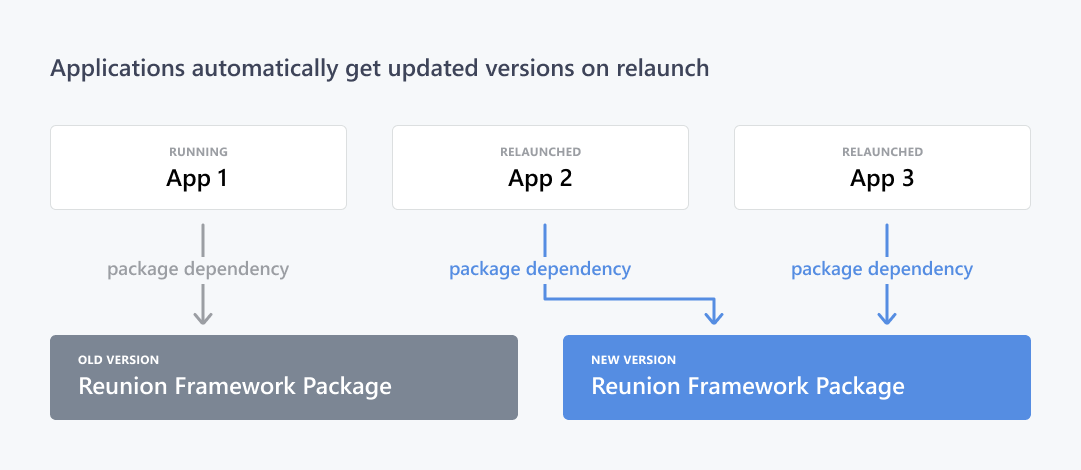 Applications automatically get updated versions on relaunch
RUNNING
App 1
RELAUNCHED
App 2
RELAUNCHED
App 3
package dependency
package dependency
package dependency
OLD VERSION
Reunion Framework Package
NEW VERSION
Reunion Framework Package